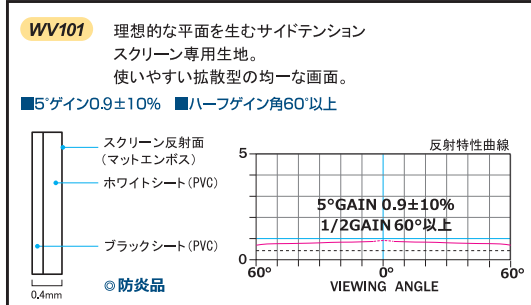 WV101
理想的な平面を生むサイドテンション
スクリーン専用生地。
使いやすい拡散型の均一な画面。
■5°ゲイン0.9±10% ■ハーフゲイン角60°以上
スクリーン反射面
(マットエンボス)
ホワイトシート(PVC)
ブラックシート(PVC)
0.4mm
◎防炎品
反射特性曲線
5
5°GAIN 0.9±10%
1/2GAIN 60°以上
0
60° 0° 60°
VIEWING ANGLE